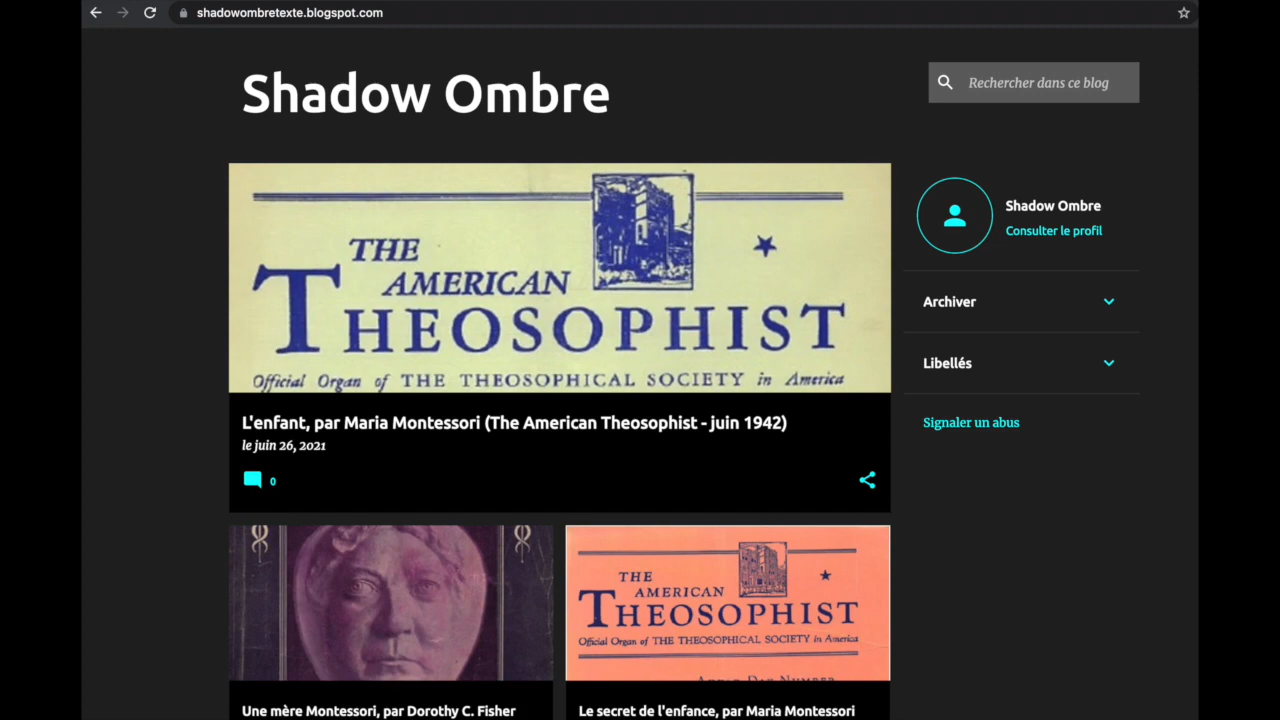 shadowombretexte.blogspot.com
Shadow Ombre
Rechercher dans ce blog
THE
AMERICAN
THEOSOPHIST
Official Organ of THE THEOSOPHICAL SOCIETY in America
L'enfant, par Maria Montessori (The American Theosophist - juin 1942)
le juin 26, 2021
0
Shadow Ombre
Consulter le profil
Archiver
Libellés
Signaler un abus
Une mère Montessori, par Dorothy C. Fisher
THE
AMERICAN
THEOSOPHIST
Official Organ of THE THEOSOPHICAL SOCIETY in America
Le secret de l'enfance, par Maria Montessori